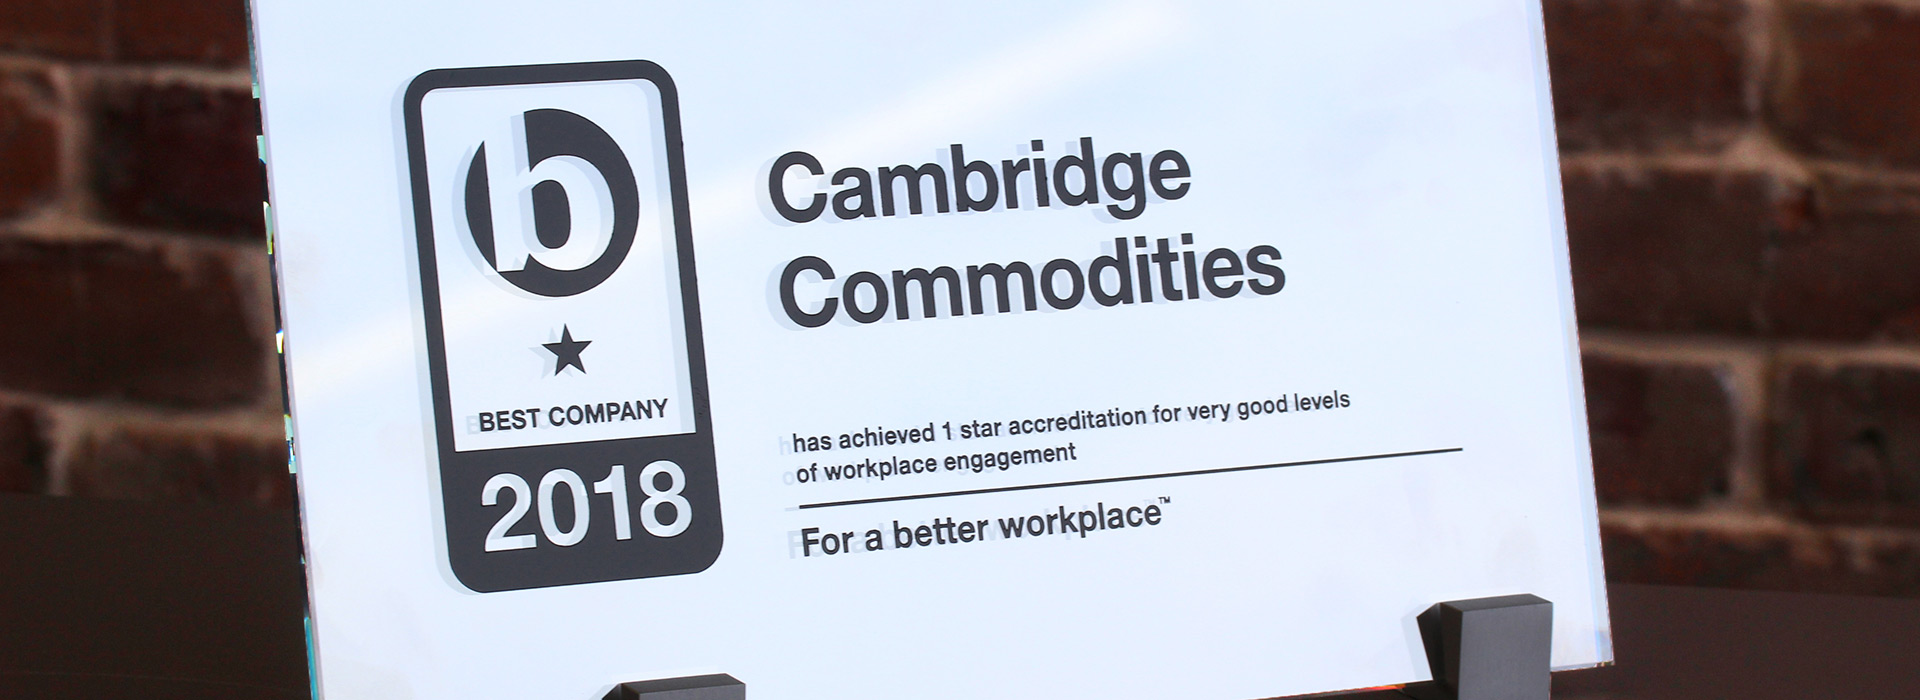 b
BEST COMPANY
2018
Cambridge
Commodities
has achieved 1 star accreditation for very good levels
of workplace engagement
For a better workplace™